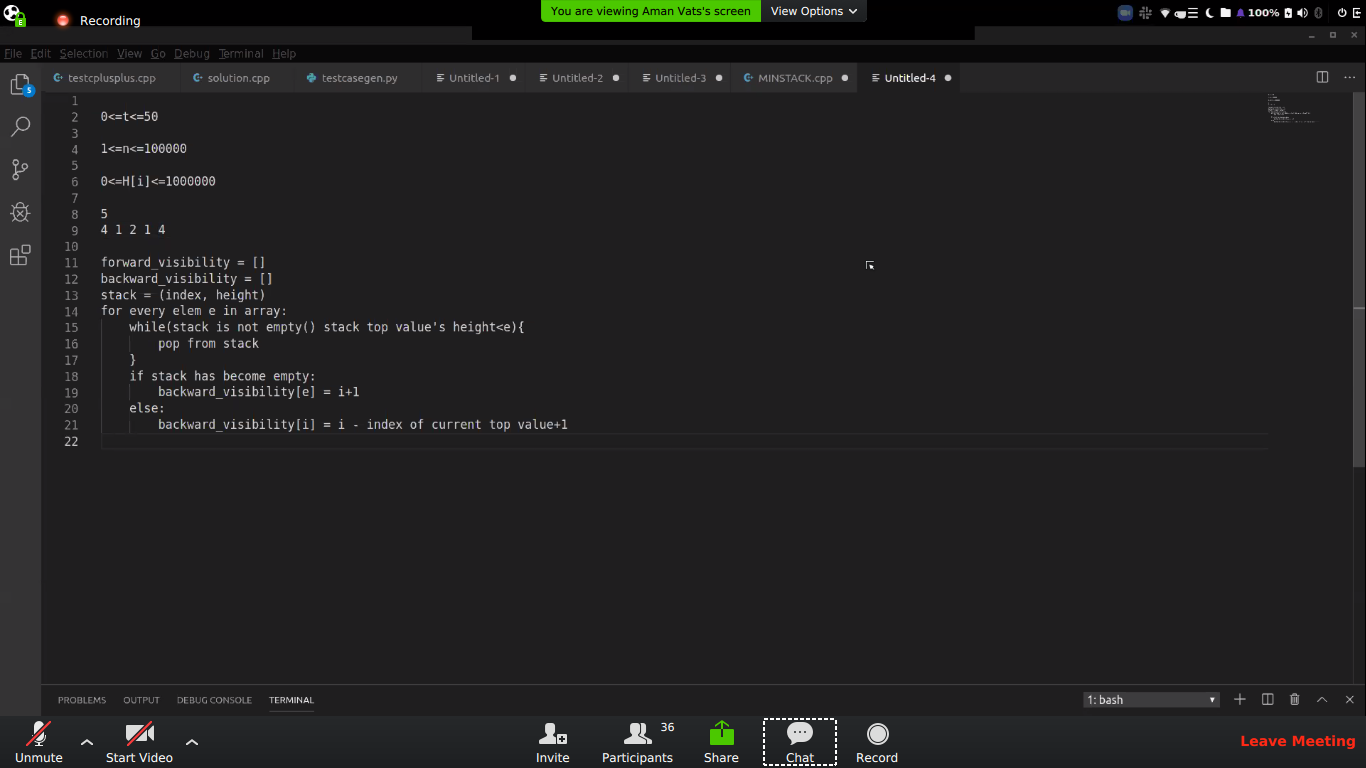 Recording
You are viewing Aman Vats's screen
View Options
100%
File Edit Selection View Go Debug Terminal Help
testcplusplus.cpp
solution.cpp
testcasegen.py
Untitled-1
Untitled-2
Untitled-3
MINSTACK.cpp
Untitled-4
5
1
2 0<=t<=50
3
4 1<=n<=100000
5
6 0<=H[i]<=1000000
7
8 5
9 4 1 2 1 4
10
11 forward_visibility = []
12 backward_visibility = []
13 stack = (index, height)
14 for every elem e in array:
15 while(stack is not empty() stack top value's height<e){
16 pop from stack
17 }
18 if stack has become empty:
19 backward_visibility[e] = i+1
20 else:
21 backward_visibility[i] = i - index of current top value+1
22
PROBLEMS OUTPUT DEBUG CONSOLE TERMINAL
1: bash
Unmute
Start Video
Invite
Participants 36
Share
Chat
Record
Leave Meeting